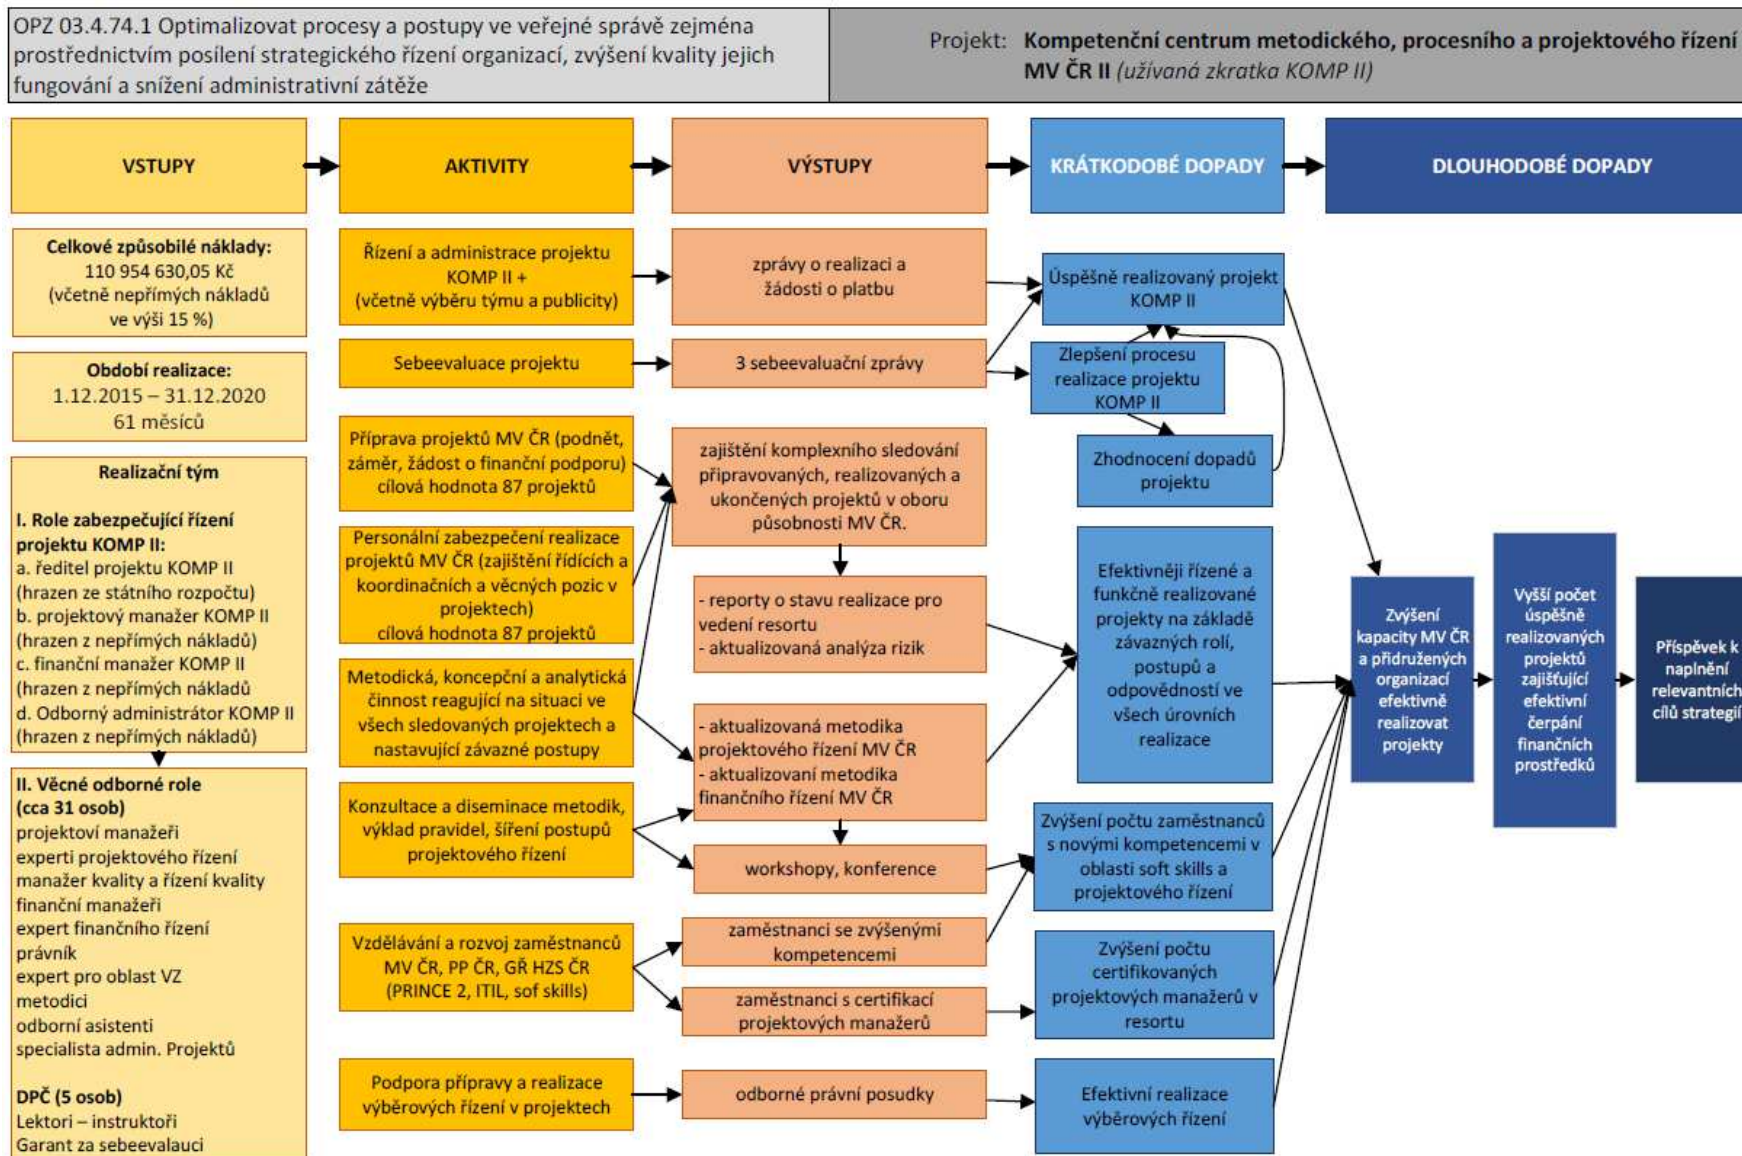 OPZ 03.4.74.1 Optimalizovat procesy a postupy ve veřejné správě zejména
prostřednictvím posílení strategického řízení organizací, zvýšení kvality jejich
fungování a snížení administrativní zátěže
Projekt: Kompetenční centrum metodického, procesního a projektového řízení
MV ČR II (užívaná zkratka KOMP II)
VSTUPY
AKTIVITY
VÝSTUPY
KRÁTKODOBÉ DOPADY
DLOUHODOBÉ DOPADY
Celkové způsobilé náklady:
110 954 630,05 Kč
(včetně nepřímých nákladů
ve výši 15 %)
Období realizace:
1.12.2015 – 31.12.2020
61 měsíců
Realizační tým
I. Role zabezpečující řízení
projektu KOMP II:
a. ředitel projektu KOMP II
(hrazen ze státního rozpočtu)
b. projektový manažer KOMP II
(hrazen z nepřímých nákladů)
c. finanční manažer KOMP II
(hrazen z nepřímých nákladů
d. Odborný administrátor KOMP II
(hrazen z nepřímých nákladů)
II. Věcné odborné role
(cca 31 osob)
projektoví manažeři
experti projektového řízení
manažer kvality a řízení kvality
finanční manažeři
expert finančního řízení
právník
expert pro oblast VZ
metodici
odborní asistenti
specialista admin. Projektů
DPČ (5 osob)
Lektori – instruktoři
Garant za sebeevalauci
Řízení a administrace projektu
KOMP II +
(včetně výběru týmu a publicity)
Sebeevaluace projektu
Příprava projektů MV ČR (podnět,
záměr, žádost o finanční podporu)
cílová hodnota 87 projektů
Personální zabezpečení realizace
projektů MV ČR (zajištění řídících a
koordinačních a věcných pozic v
projektech)
cílová hodnota 87 projektů
Metodická, koncepční a analytická
činnost reagující na situaci ve
všech sledovaných projektech a
nastavující závazné postupy
Konzultace a diseminace metodik,
výklad pravidel, šíření postupů
projektového řízení
Vzdělávání a rozvoj zaměstnanců
MV ČR, PP ČR, GŘ HZS ČR
(PRINCE 2, ITIL, sof skills)
Podpora přípravy a realizace
výběrových řízení v projektech
zprávy o realizaci a
žádosti o platbu
3 sebeevaluační zprávy
zajištění komplexního sledování
připravovaných, realizovaných a
ukončených projektů v oboru
působnosti MV ČR.
- reporty o stavu realizace pro
vedení resortu
- aktualizovaná analýza rizik
- aktualizovaná metodika
projektového řízení MV ČR
- aktualizovaní metodika
finančního řízení MV ČR
workshopy, konference
zaměstnanci se zvýšenými
kompetencemi
zaměstnanci s certifikací
projektových manažerů
odborné právní posudky
Úspěšně realizovaný projekt
KOMP II
Zlepšení procesu
realizace projektu
KOMP II
Zhodnocení dopadů
projektu
Efektivněji řízené a
funkčně realizované
projekty na základě
závazných rolí,
postupů a
odpovědností ve
všech úrovních
realizace
Zvýšení počtu zaměstnanců
s novými kompetencemi v
oblasti soft skills a
projektového řízení
Zvýšení počtu
certifikovaných
projektových manažerů v
resortu
Efektivní realizace
výběrových řízení
Zvýšení
kapacity MV ČR
a přidružených
organizací
efektivně
realizovat
projekty
Vyšší počet
úspěšně
realizovaných
projektů
zajišťující
efektivní
čerpání
finančních
prostředků
Příspěvek k
naplnění
relevantních
cílů strategií